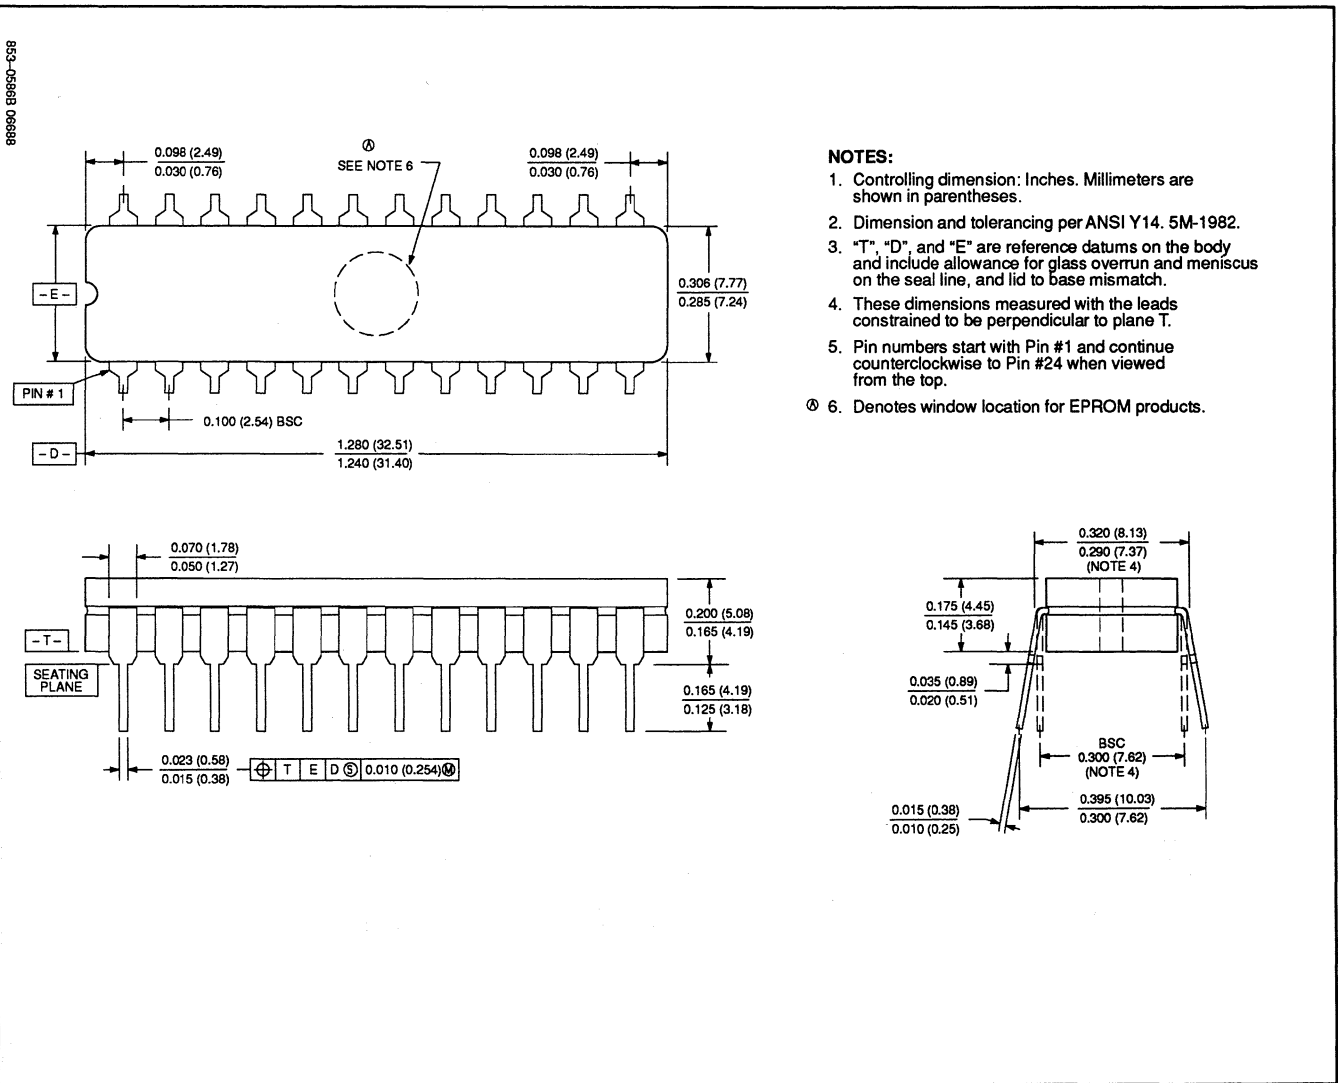 853-0586B 06688
0.098 (2.49)
0.030 (0.76)
Ⓐ
SEE NOTE 6
0.098 (2.49)
0.030 (0.76)
– E –
0.306 (7.77)
0.285 (7.24)
PIN # 1
0.100 (2.54) BSC
– D –
1.280 (32.51)
1.240 (31.40)
NOTES:
1. Controlling dimension: Inches. Millimeters are
shown in parentheses.
2. Dimension and tolerancing per ANSI Y14. 5M-1982.
3. "T", "D", and "E" are reference datums on the body
and include allowance for glass overrun and meniscus
on the seal line, and lid to base mismatch.
4. These dimensions measured with the leads
constrained to be perpendicular to plane T.
5. Pin numbers start with Pin #1 and continue
counterclockwise to Pin #24 when viewed
from the top.
Ⓐ 6. Denotes window location for EPROM products.
0.070 (1.78)
0.050 (1.27)
0.200 (5.08)
0.165 (4.19)
– T –
SEATING
PLANE
0.165 (4.19)
0.125 (3.18)
0.023 (0.58)
0.015 (0.38)
⌖ T E D Ⓢ 0.010 (0.254) Ⓜ
0.320 (8.13)
0.290 (7.37)
(NOTE 4)
0.175 (4.45)
0.145 (3.68)
0.035 (0.89)
0.020 (0.51)
BSC
0.300 (7.62)
(NOTE 4)
0.395 (10.03)
0.300 (7.62)
0.015 (0.38)
0.010 (0.25)